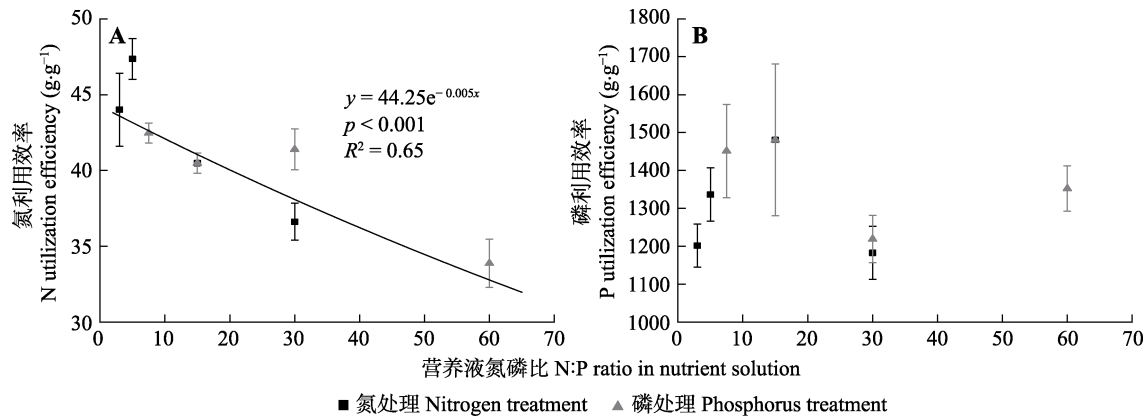 A
50
45
40
35
30
氮利用效率
N utilization efficiency (g·g⁻¹)
y = 44.25e⁻ ⁰·⁰⁰⁵ˣ
p < 0.001
R² = 0.65
0 10 20 30 40 50 60 70
B
1800
1700
1600
1500
1400
1300
1200
1100
1000
磷利用效率
P utilization efficiency (g·g⁻¹)
0 10 20 30 40 50 60 70
营养液氮磷比 N∶P ratio in nutrient solution
■ 氮处理 Nitrogen treatment ▲ 磷处理 Phosphorus treatment